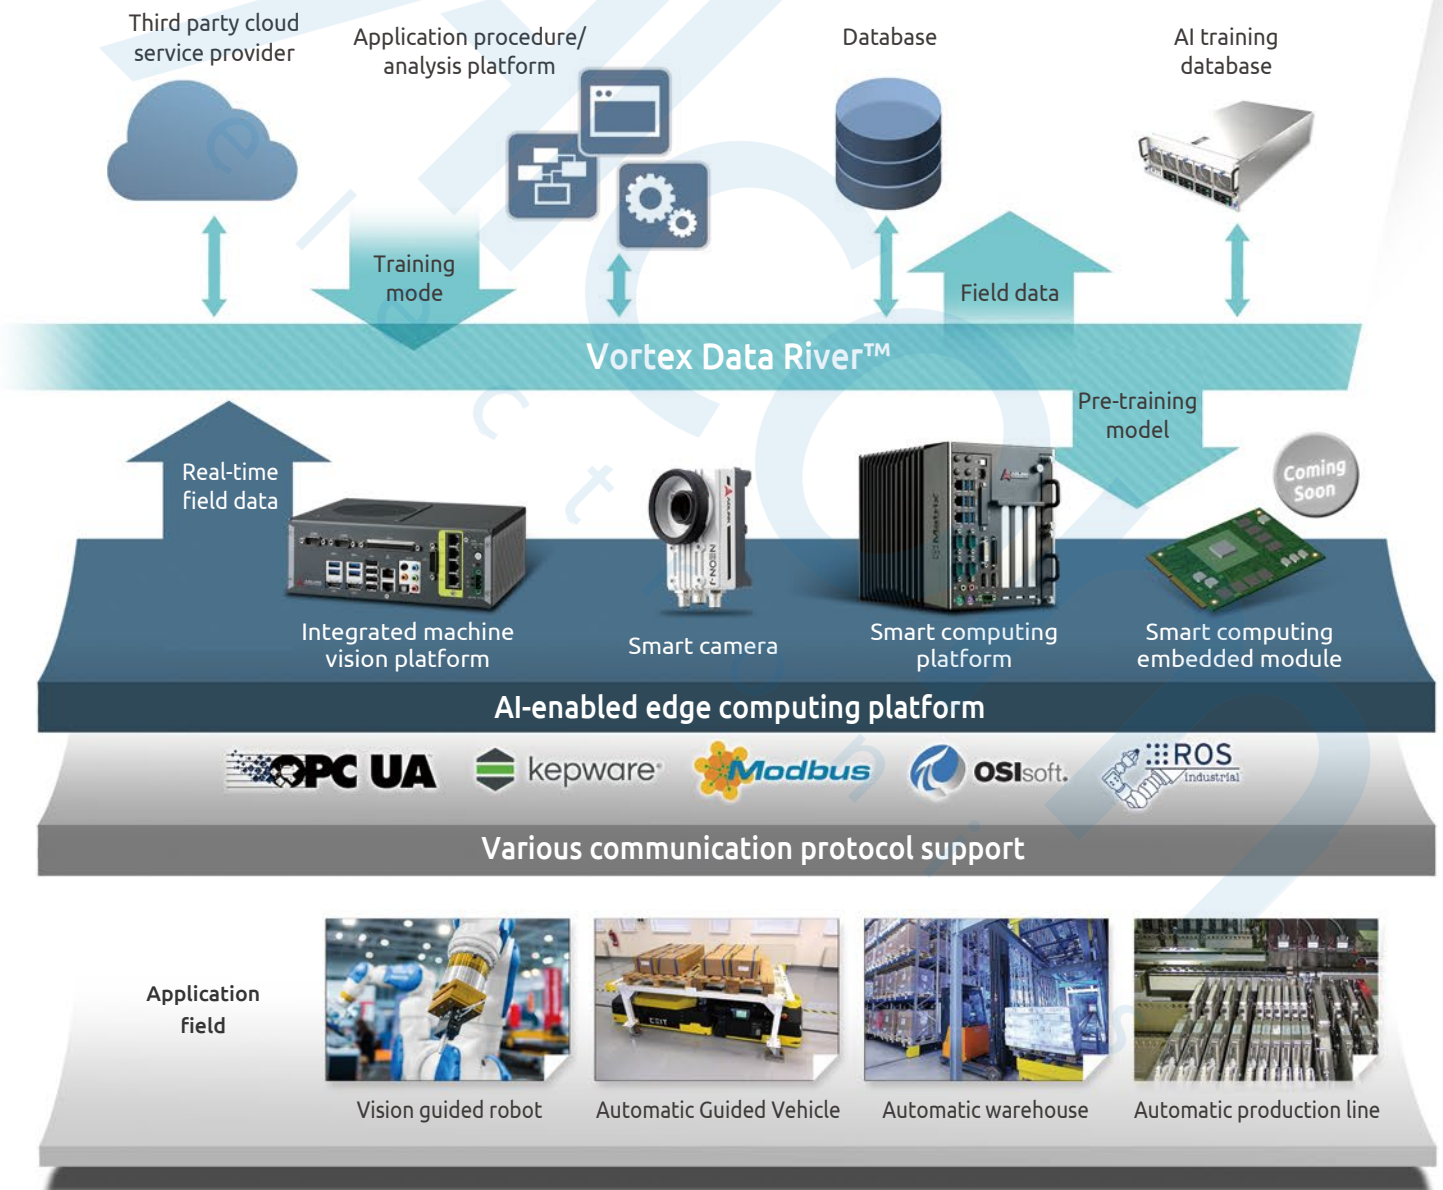 Third party cloud
service provider
Application procedure/
analysis platform
Database
AI training
database
Training
mode
Field data
Vortex Data River™
Pre-training
model
Real-time
field data
Coming
Soon
NEON-J
Matrix
Integrated machine
vision platform
Smart camera
Smart computing
platform
Smart computing
embedded module
AI-enabled edge computing platform
OPC UA
kepware
Modbus
OSIsoft.
ROS
Industrial
Various communication protocol support
Application
field
Vision guided robot
Automatic Guided Vehicle
Automatic warehouse
Automatic production line